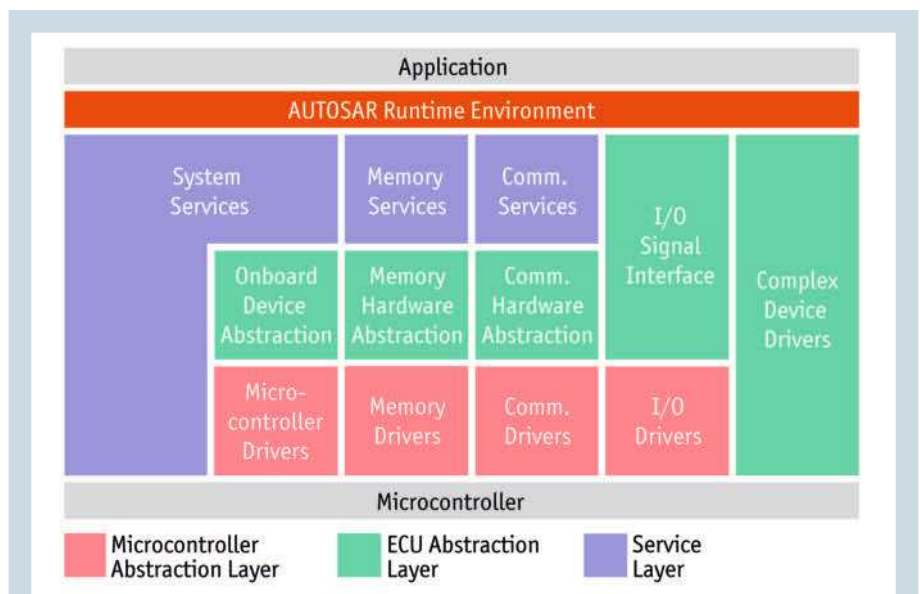 Application
AUTOSAR Runtime Environment
System
Services
Memory
Services
Comm.
Services
I/O
Signal
Interface
Complex
Device
Drivers
Onboard
Device
Abstraction
Memory
Hardware
Abstraction
Comm.
Hardware
Abstraction
Micro-
controller
Drivers
Memory
Drivers
Comm.
Drivers
I/O
Drivers
Microcontroller
Microcontroller
Abstraction Layer
ECU Abstraction
Layer
Service
Layer